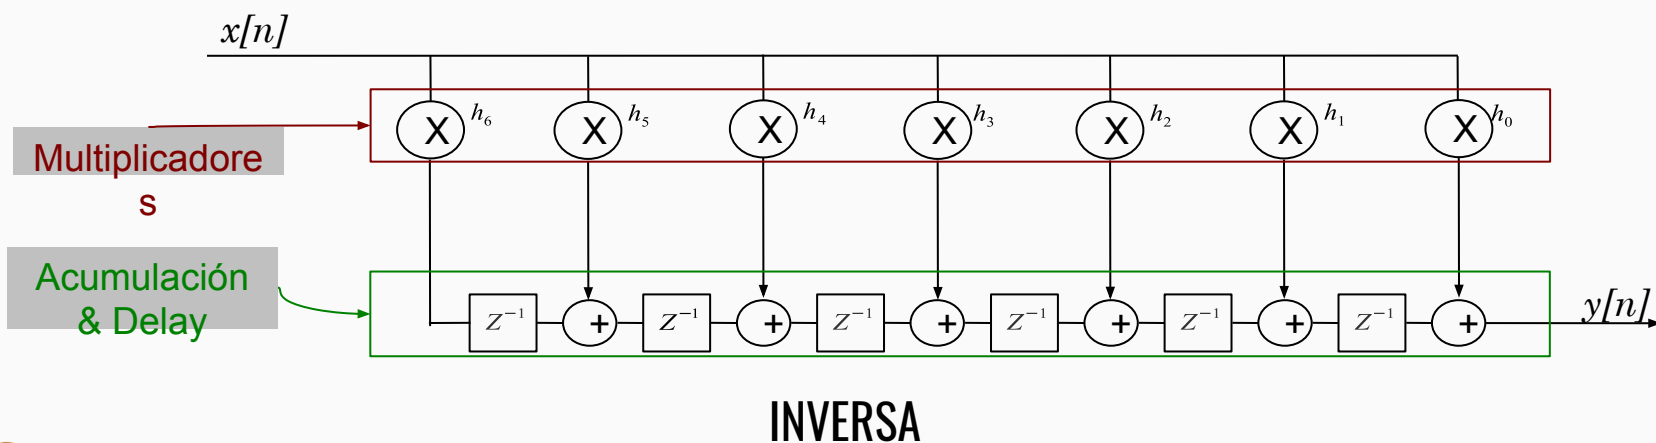 x[n]
X h₆ X h₅ X h₄ X h₃ X h₂ X h₁ X h₀
Multiplicadore
s
Acumulación
& Delay
Z⁻¹ + Z⁻¹ + Z⁻¹ + Z⁻¹ + Z⁻¹ + Z⁻¹ + y[n]
INVERSA